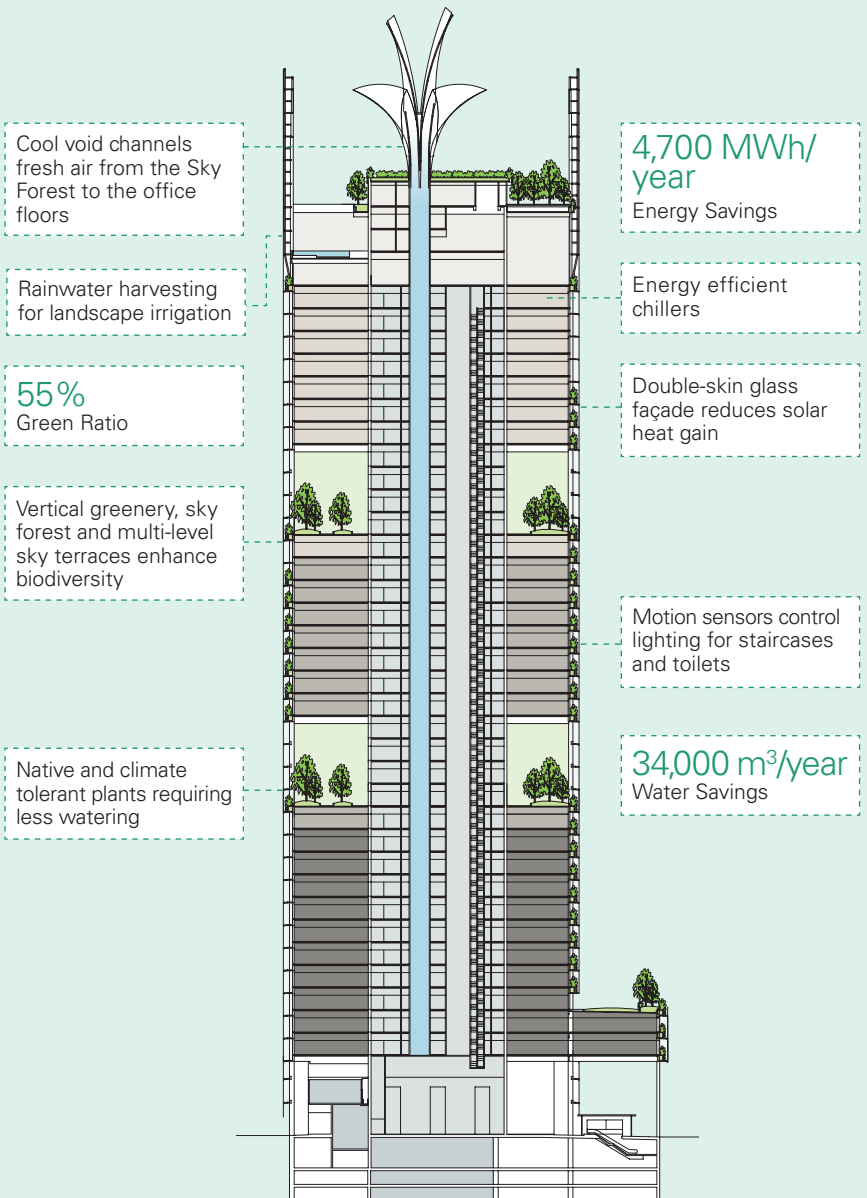 Cool void channels
fresh air from the Sky
Forest to the office
floors
Rainwater harvesting
for landscape irrigation
55%
Green Ratio
Vertical greenery, sky
forest and multi-level
sky terraces enhance
biodiversity
Native and climate
tolerant plants requiring
less watering
4,700 MWh/
year
Energy Savings
Energy efficient
chillers
Double-skin glass
façade reduces solar
heat gain
Motion sensors control
lighting for staircases
and toilets
34,000 m³/year
Water Savings